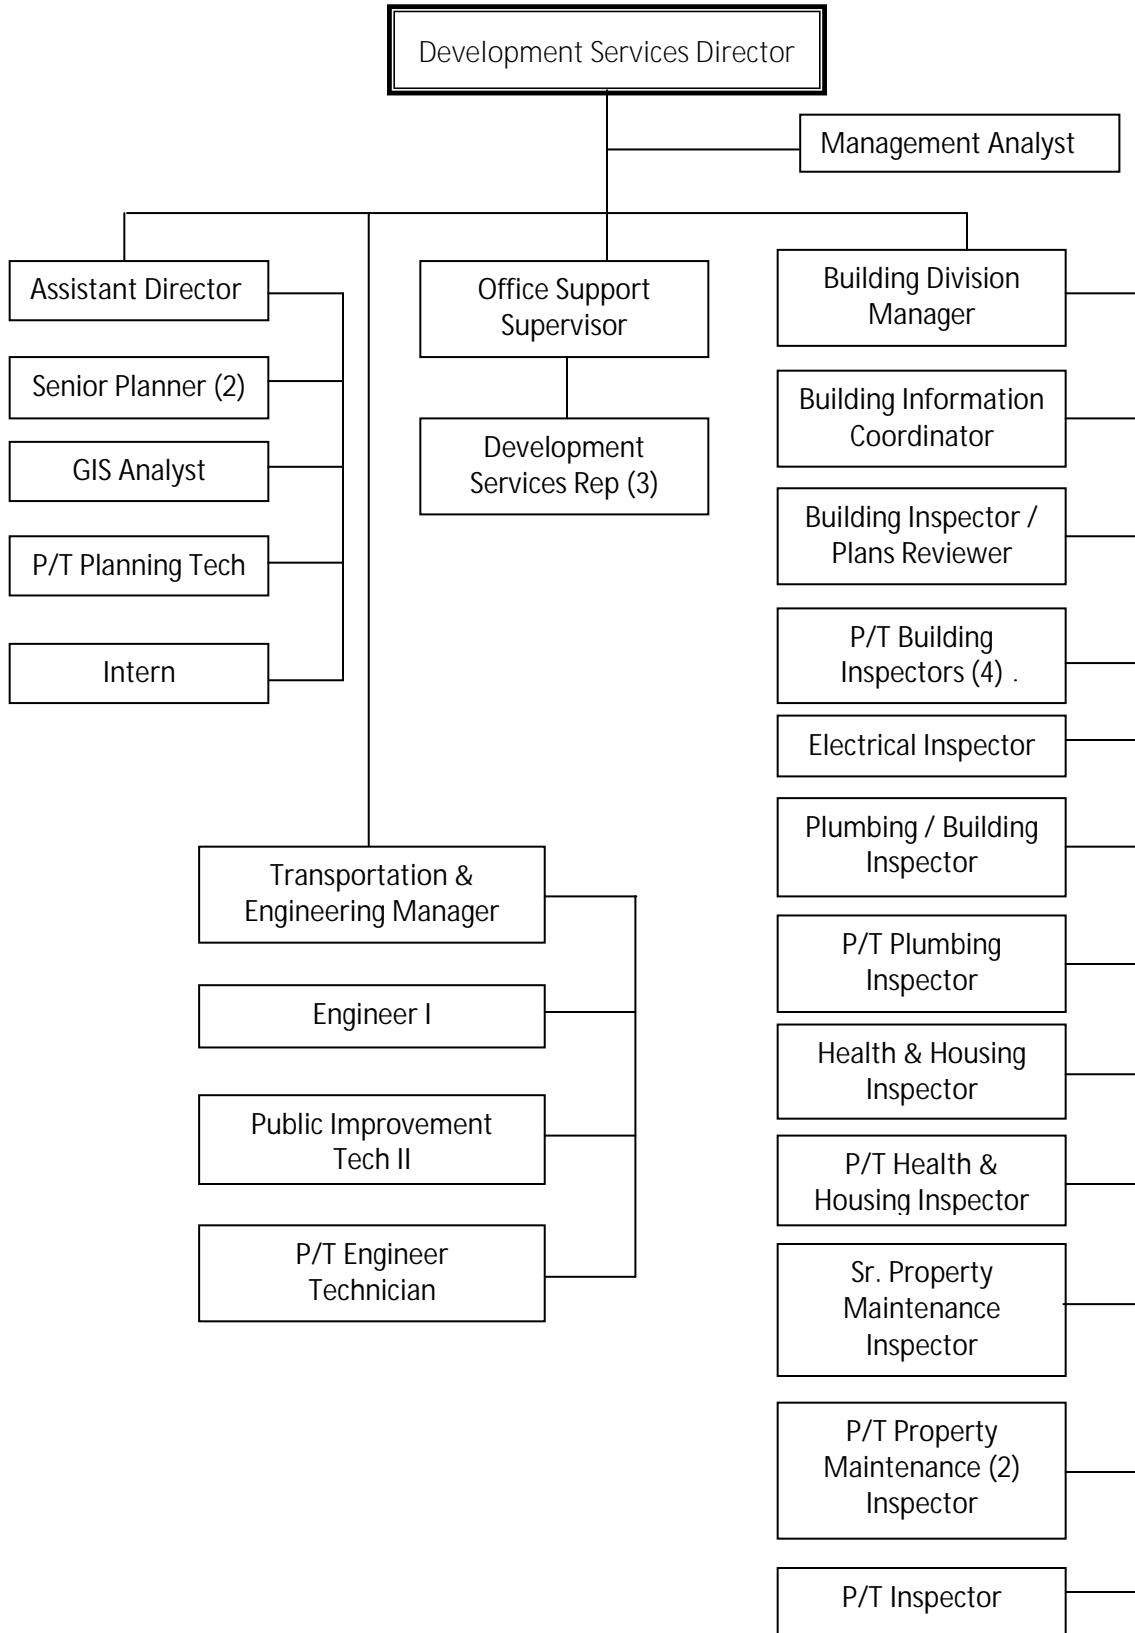 Development Services Director
Management Analyst
Assistant Director
Senior Planner (2)
GIS Analyst
P/T Planning Tech
Intern
Transportation &
Engineering Manager
Engineer I
Public Improvement
Tech II
P/T Engineer
Technician
Office Support
Supervisor
Development
Services Rep (3)
Building Division
Manager
Building Information
Coordinator
Building Inspector /
Plans Reviewer
P/T Building
Inspectors (4) .
Electrical Inspector
Plumbing / Building
Inspector
P/T Plumbing
Inspector
Health & Housing
Inspector
P/T Health &
Housing Inspector
Sr. Property
Maintenance
Inspector
P/T Property
Maintenance (2)
Inspector
P/T Inspector